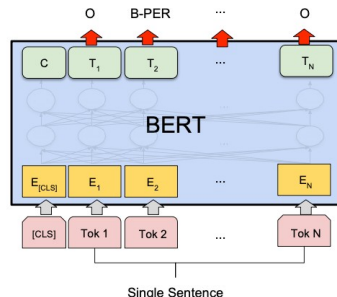 O B-PER ... O
C T1 T2 ... TN
BERT
E[CLS] E1 E2 ... EN
[CLS] Tok 1 Tok 2 ... Tok N
Single Sentence